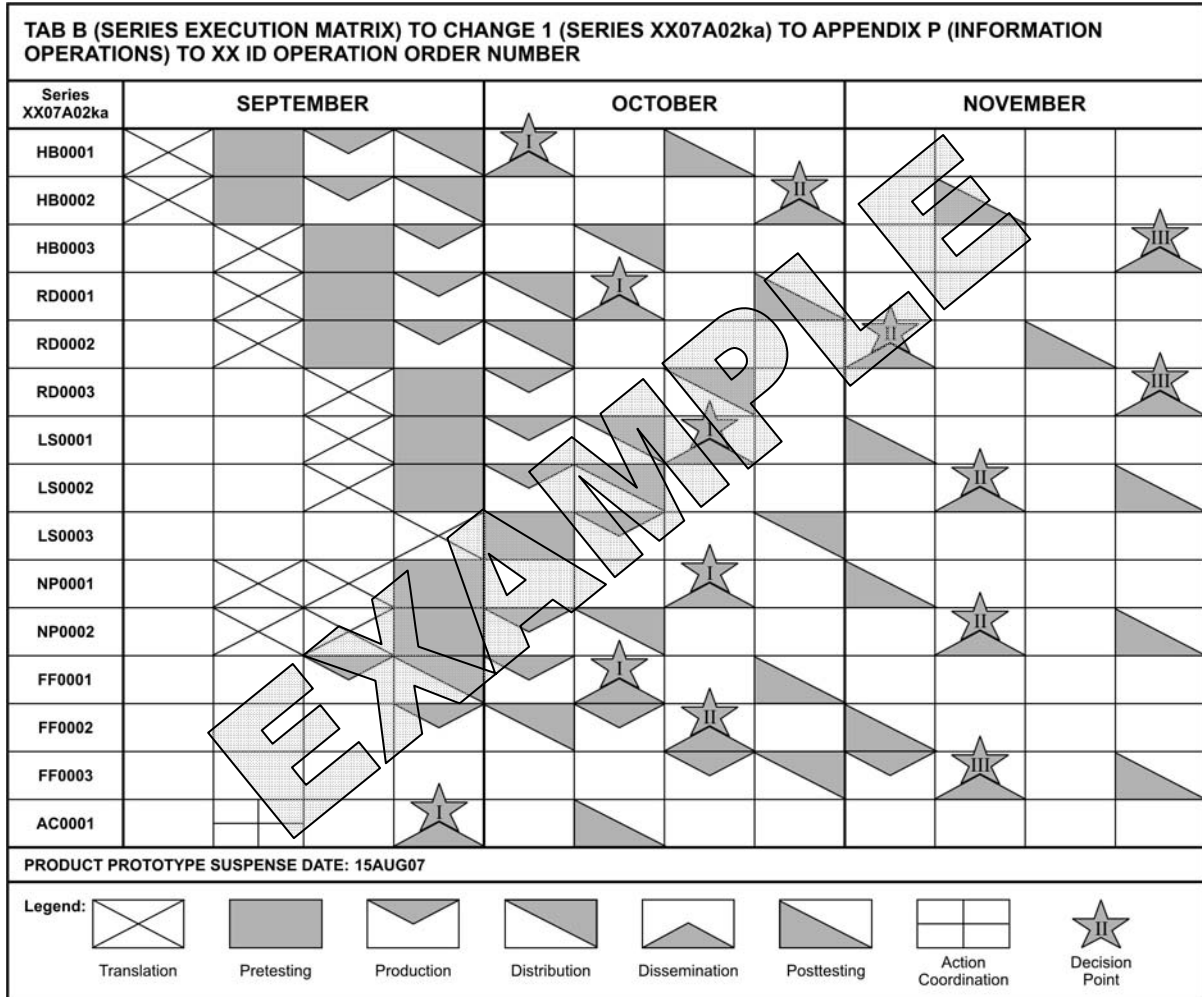 TAB B (SERIES EXECUTION MATRIX) TO CHANGE 1 (SERIES XX07A02ka) TO APPENDIX P (INFORMATION
OPERATIONS) TO XX ID OPERATION ORDER NUMBER
Series
XX07A02ka
SEPTEMBER OCTOBER NOVEMBER
HB0001 I
HB0002 II
HB0003 III
RD0001 I
RD0002 II
RD0003 III
LS0001 I
LS0002 II
LS0003
NP0001 I
NP0002 II
FF0001 I
FF0002 II
FF0003 III
AC0001 I
EXAMPLE
PRODUCT PROTOTYPE SUSPENSE DATE: 15AUG07
Legend:
II
Translation Pretesting Production Distribution Dissemination Posttesting Action
Coordination Decision
Point